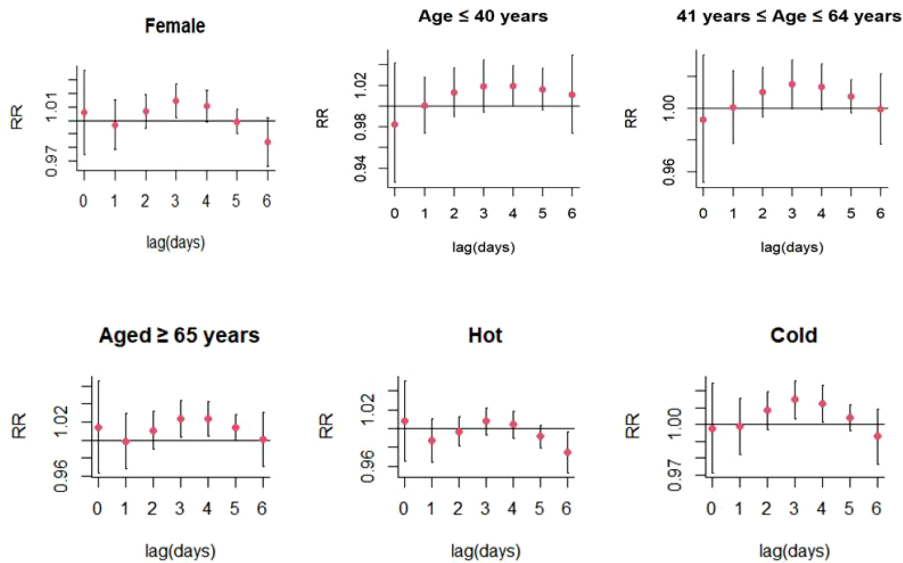 Female
RR
1.01
0.97
0 1 2 3 4 5 6
lag(days)
Age ≤ 40 years
RR
1.02
0.98
0.94
0 1 2 3 4 5 6
lag(days)
41 years ≤ Age ≤ 64 years
RR
1.00
0.96
0 1 2 3 4 5 6
lag(days)
Aged ≥ 65 years
RR
1.02
0.96
0 1 2 3 4 5 6
lag(days)
Hot
RR
1.02
0.96
0 1 2 3 4 5 6
lag(days)
Cold
RR
1.00
0.97
0 1 2 3 4 5 6
lag(days)